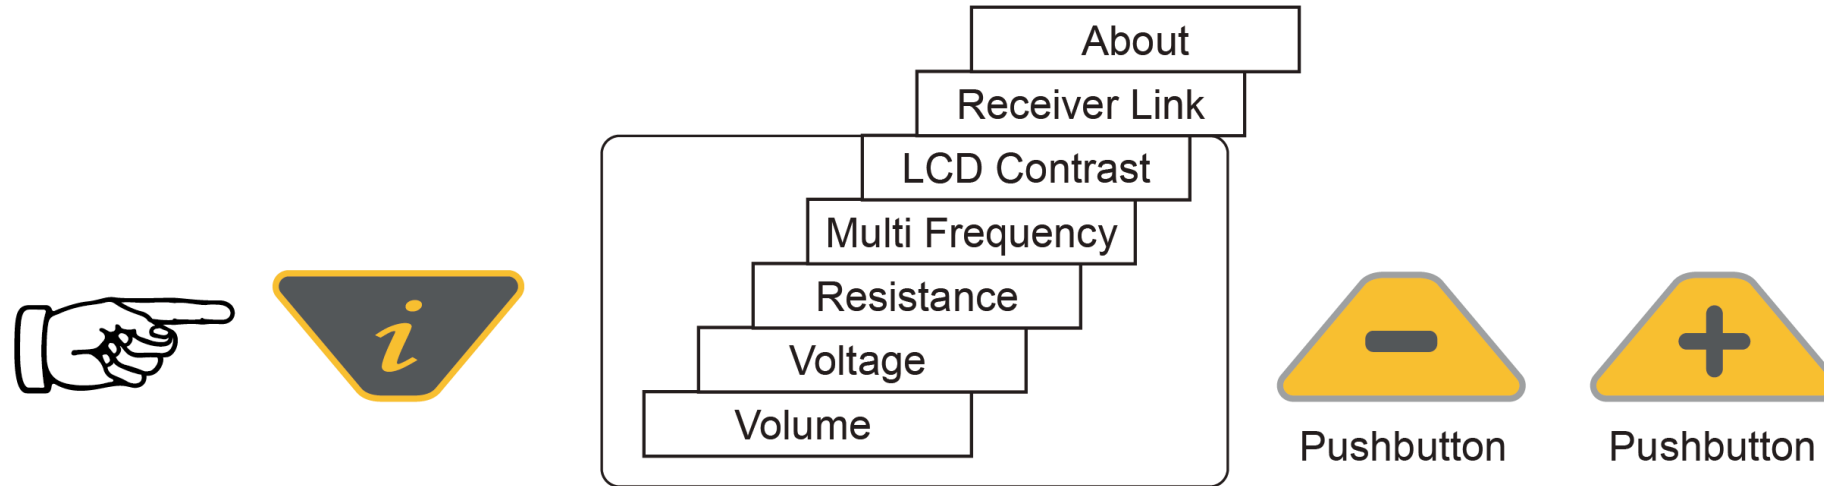 About
Receiver Link
LCD Contrast
Multi Frequency
Resistance
Voltage
Volume
i
Pushbutton
Pushbutton